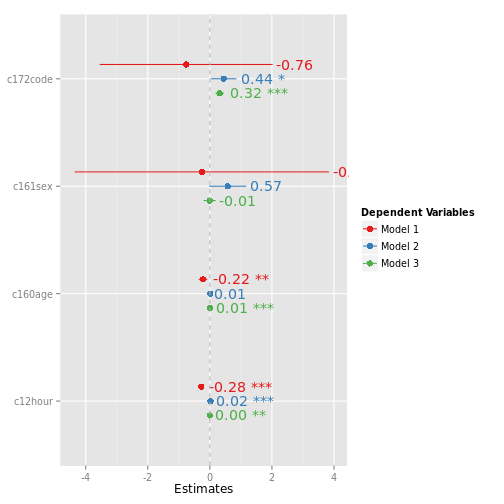 -0.76
c172code
0.44 *
0.32 ***
-0.
c161sex
0.57
-0.01
Dependent Variables
Model 1
Model 2
Model 3
-0.22 **
c160age
0.01
0.01 ***
-0.28 ***
c12hour
0.02 ***
0.00 **
-4 -2 0 2 4
Estimates